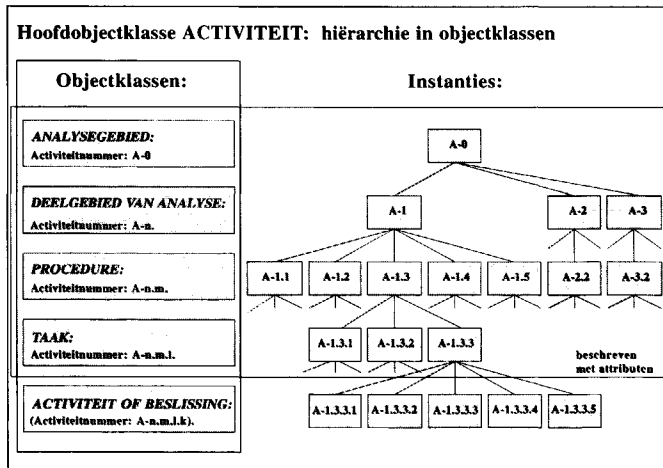 Hoofdobjectklasse ACTIVITEIT: hiërarchie in objectklassen
Objectklassen: Instanties:
ANALYSEGEBIED:
Activiteitnummer: A-0
A-0
DEELGEBIED VAN ANALYSE:
Activiteitnummer: A-n.
A-1 A-2 A-3
PROCEDURE:
Activiteitnummer: A-n.m.
A-1.1 A-1.2 A-1.3 A-1.4 A-1.5 A-2.2 A-3.2
TAAK:
Activiteitnummer: A-n.m.l.
A-1.3.1 A-1.3.2 A-1.3.3
beschreven
met attributen
ACTIVITEIT OF BESLISSING:
(Activiteitnummer: A-n.m.l.k).
A-1.3.3.1 A-1.3.3.2 A-1.3.3.3 A-1.3.3.4 A-1.3.3.5